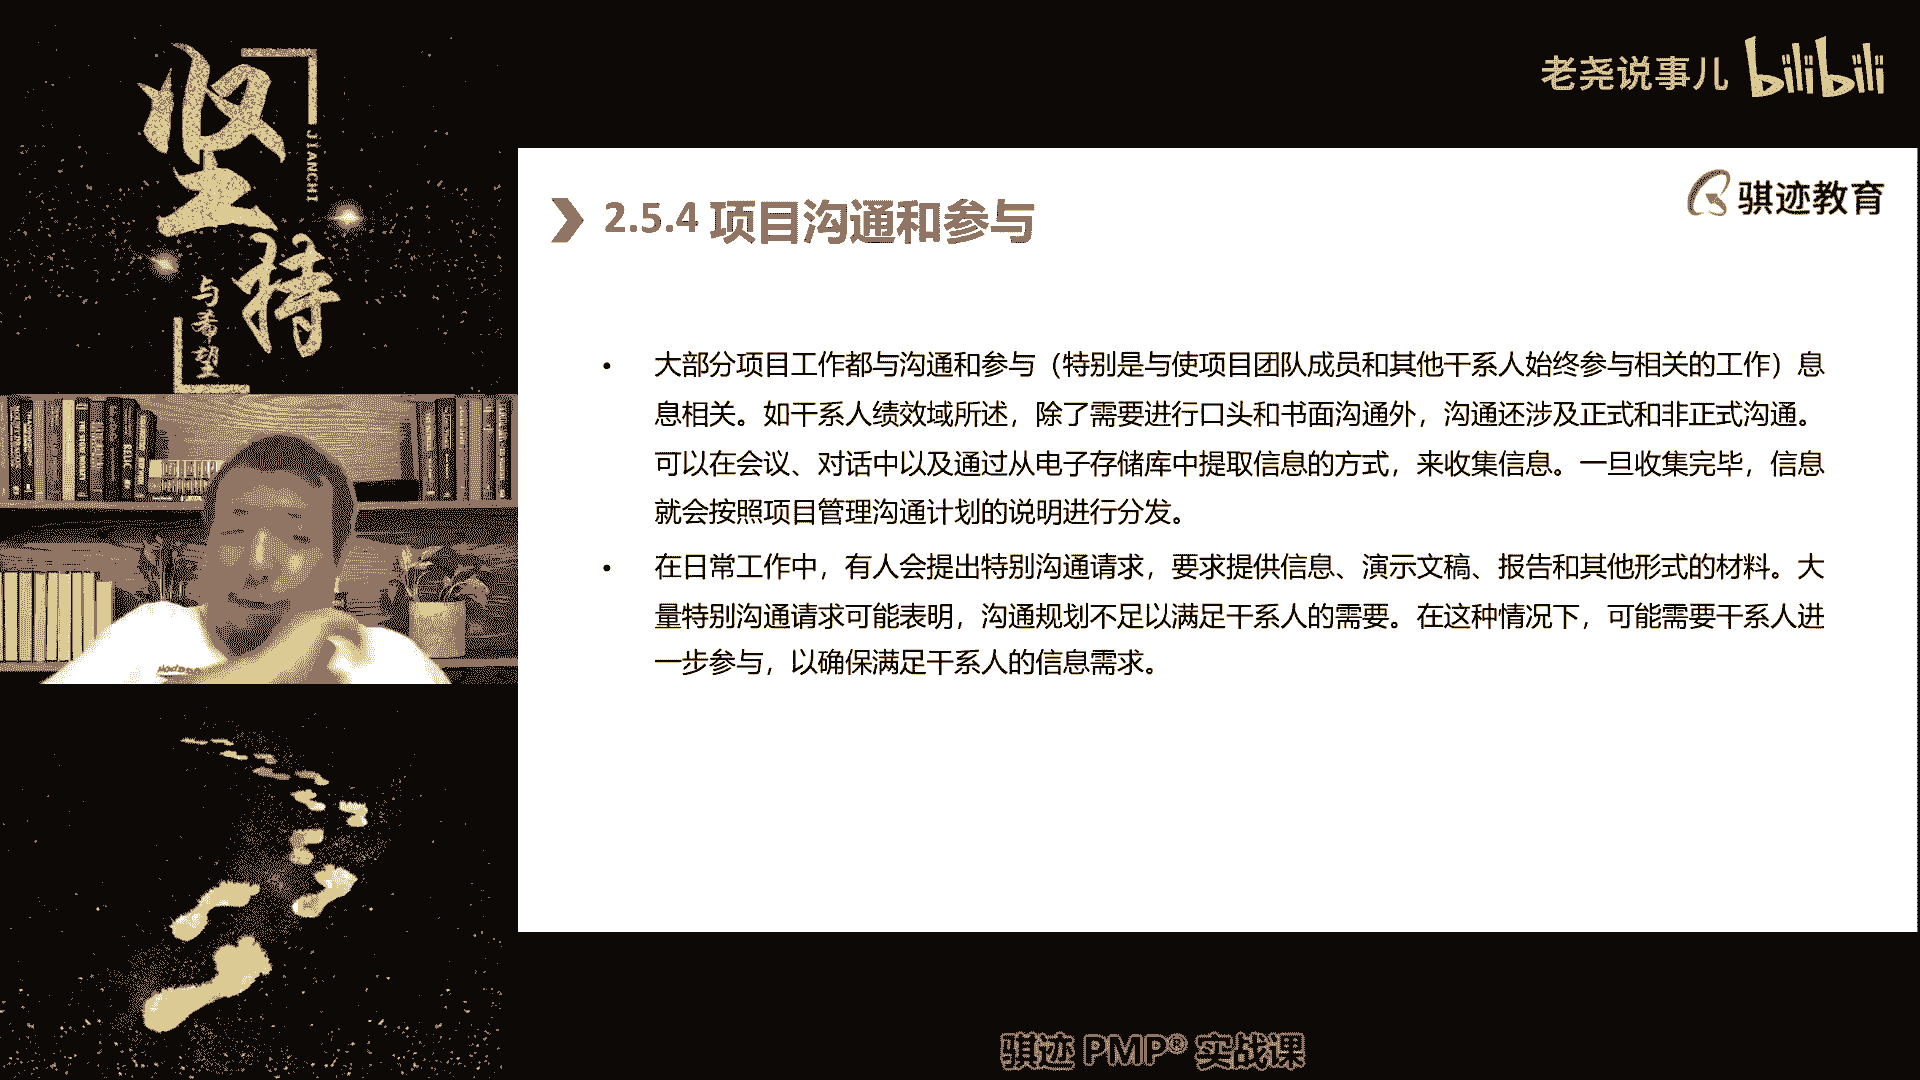 坚持
JIANCHI
与希望
老尧说事儿 bilibili
骐迹教育
2.5.4 项目沟通和参与
• 大部分项目工作都与沟通和参与（特别是与使项目团队成员和其他干系人始终参与相关的工作）息
息相关。如干系人绩效域所述，除了需要进行口头和书面沟通外，沟通还涉及正式和非正式沟通。
可以在会议、对话中以及通过从电子存储库中提取信息的方式，来收集信息。一旦收集完毕，信息
就会按照项目管理沟通计划的说明进行分发。
• 在日常工作中，有人会提出特别沟通请求，要求提供信息、演示文稿、报告和其他形式的材料。大
量特别沟通请求可能表明，沟通规划不足以满足干系人的需要。在这种情况下，可能需要干系人进
一步参与，以确保满足干系人的信息需求。
骐迹 PMP® 实战课